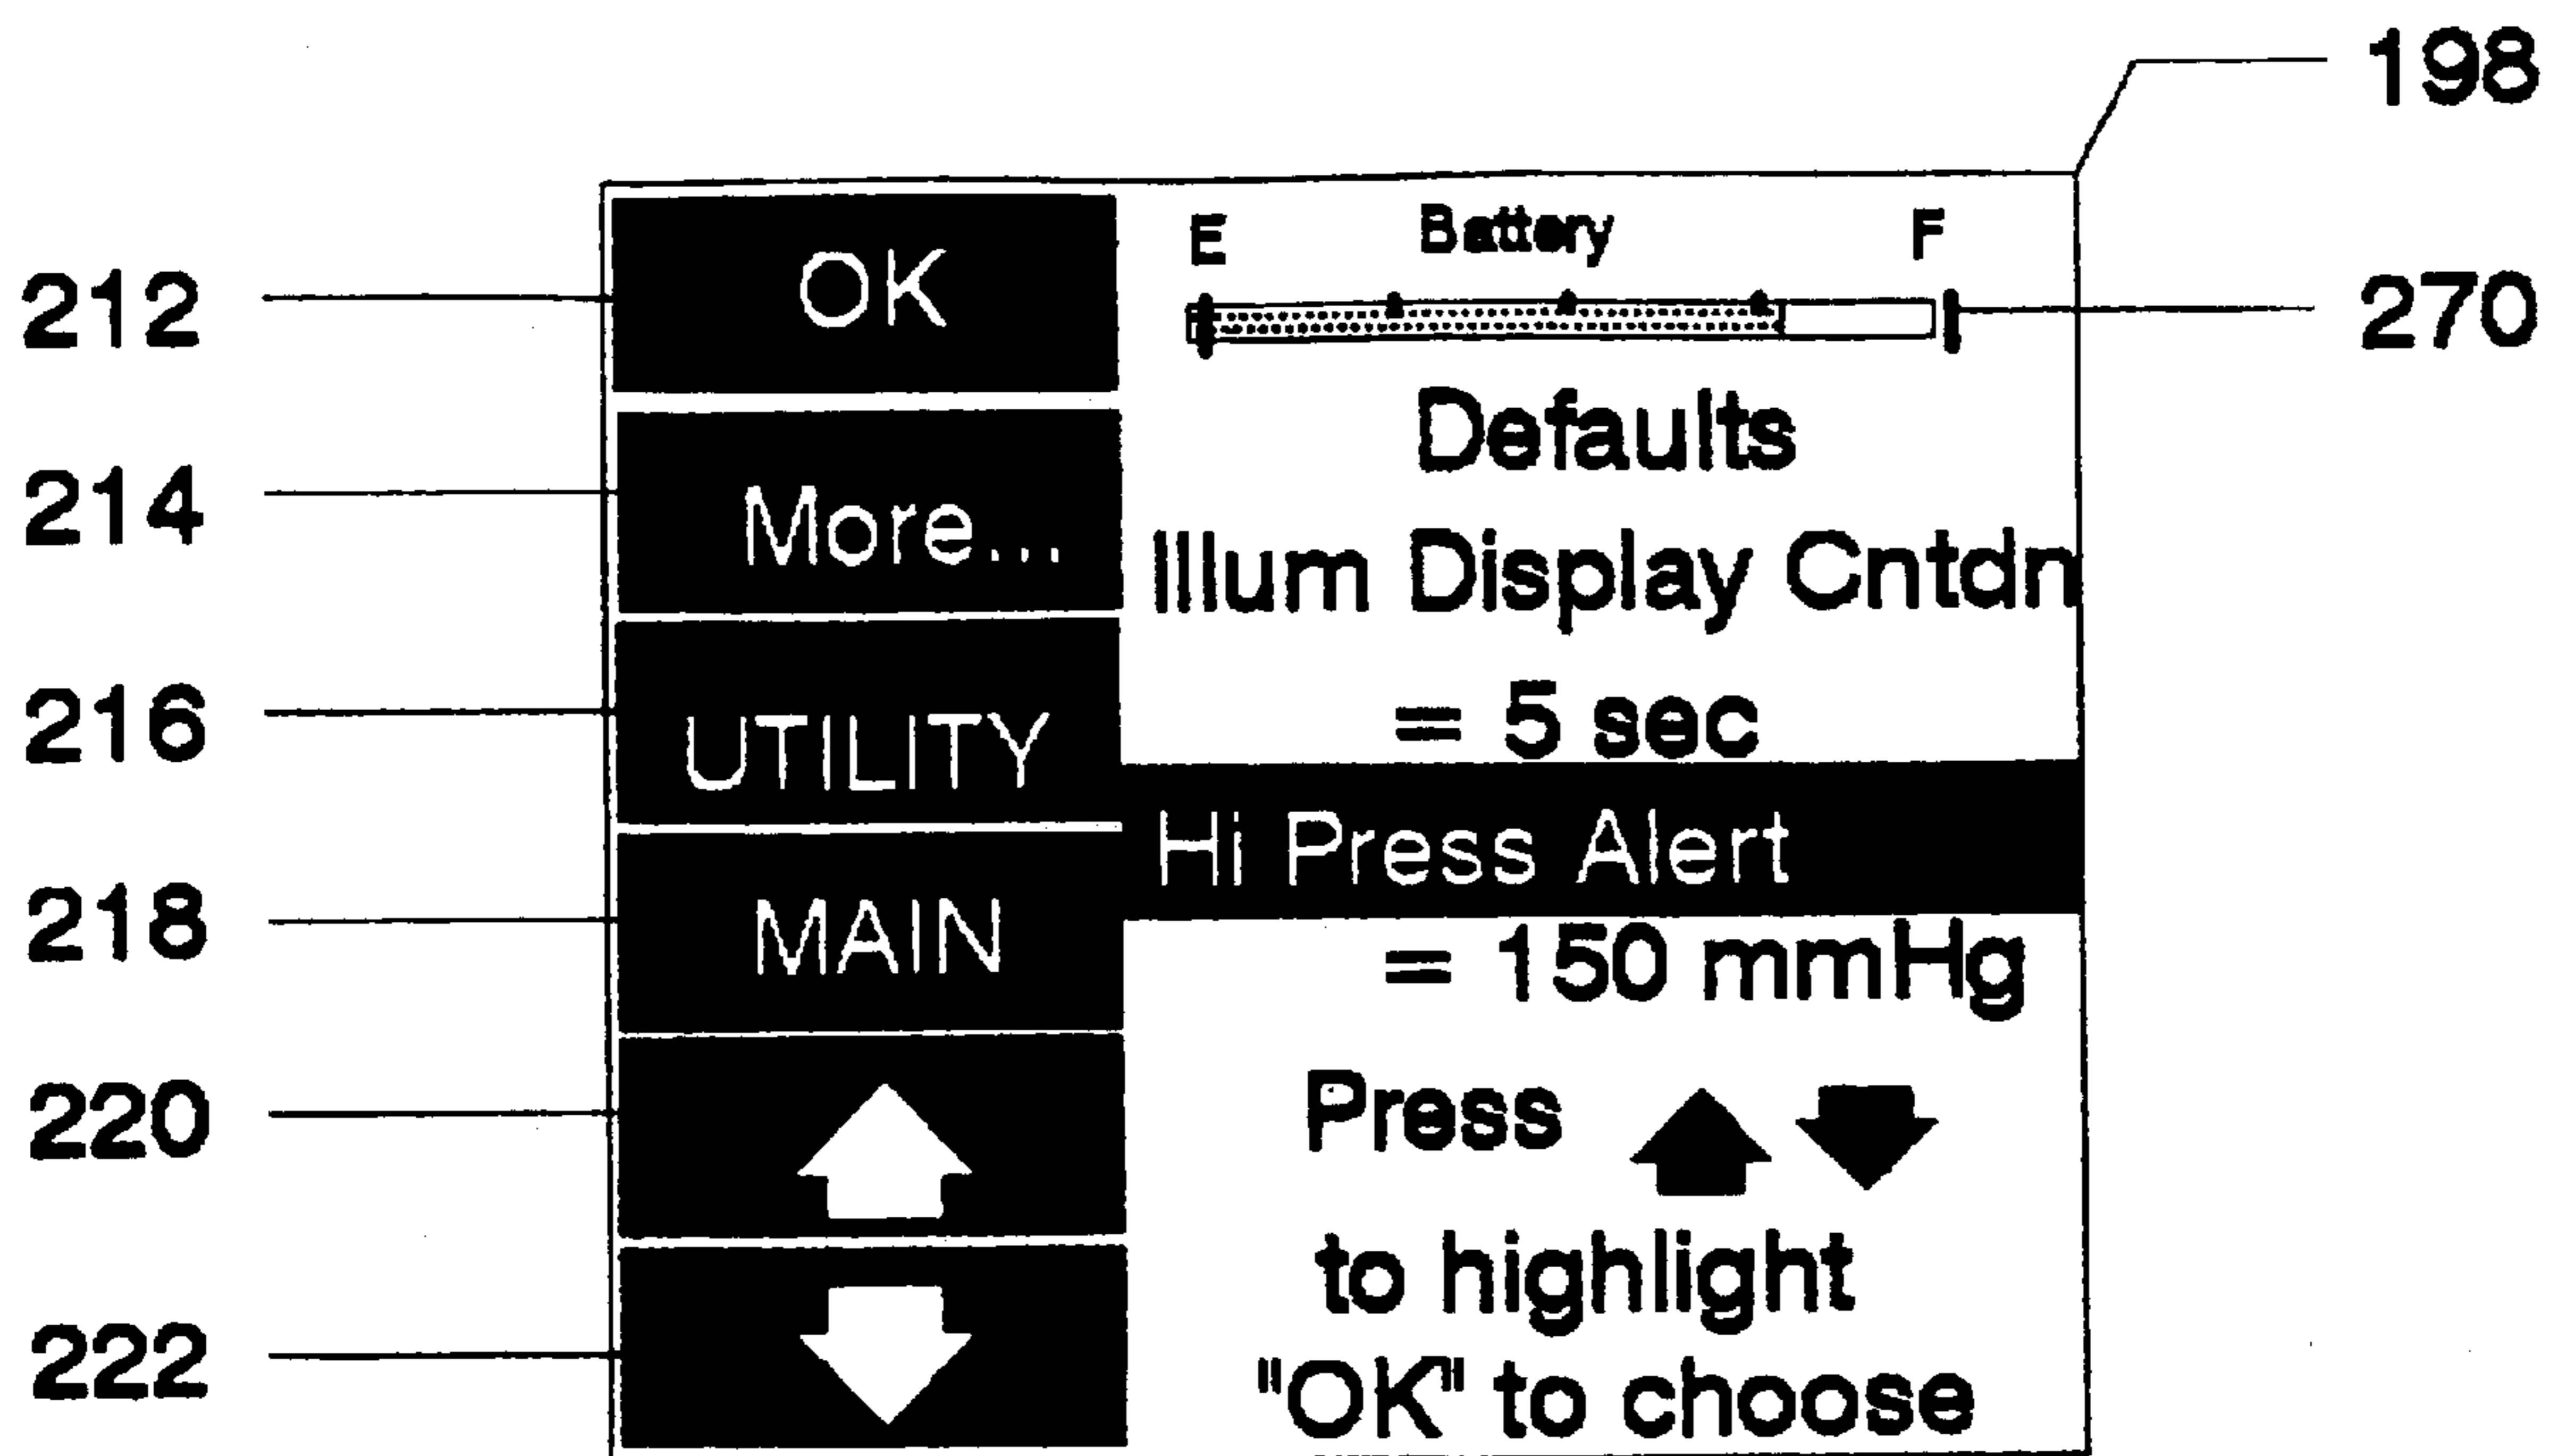 198
212
OK
E Battery F
270
Defaults
214
More...
Illum Display Cntdn
216
UTILITY
= 5 sec
Hi Press Alert
218
MAIN
= 150 mmHg
220
Press
to highlight
222
"OK" to choose